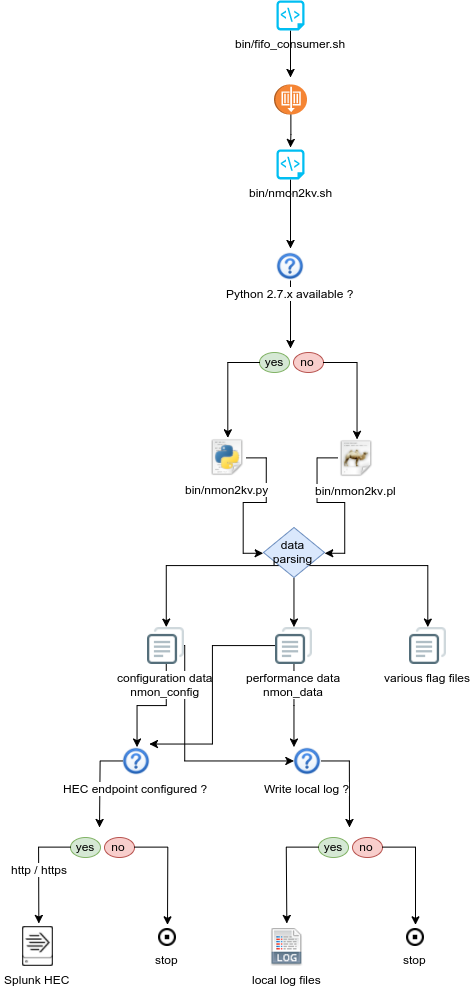 bin/fifo_consumer.sh
bin/nmon2kv.sh
Python 2.7.x available ?
yes
no
bin/nmon2kv.py
bin/nmon2kv.pl
data
parsing
configuration data
nmon_config
performance data
nmon_data
various flag files
HEC endpoint configured ?
Write local log ?
yes
no
yes
no
http / https
LOG
Splunk HEC
stop
local log files
stop